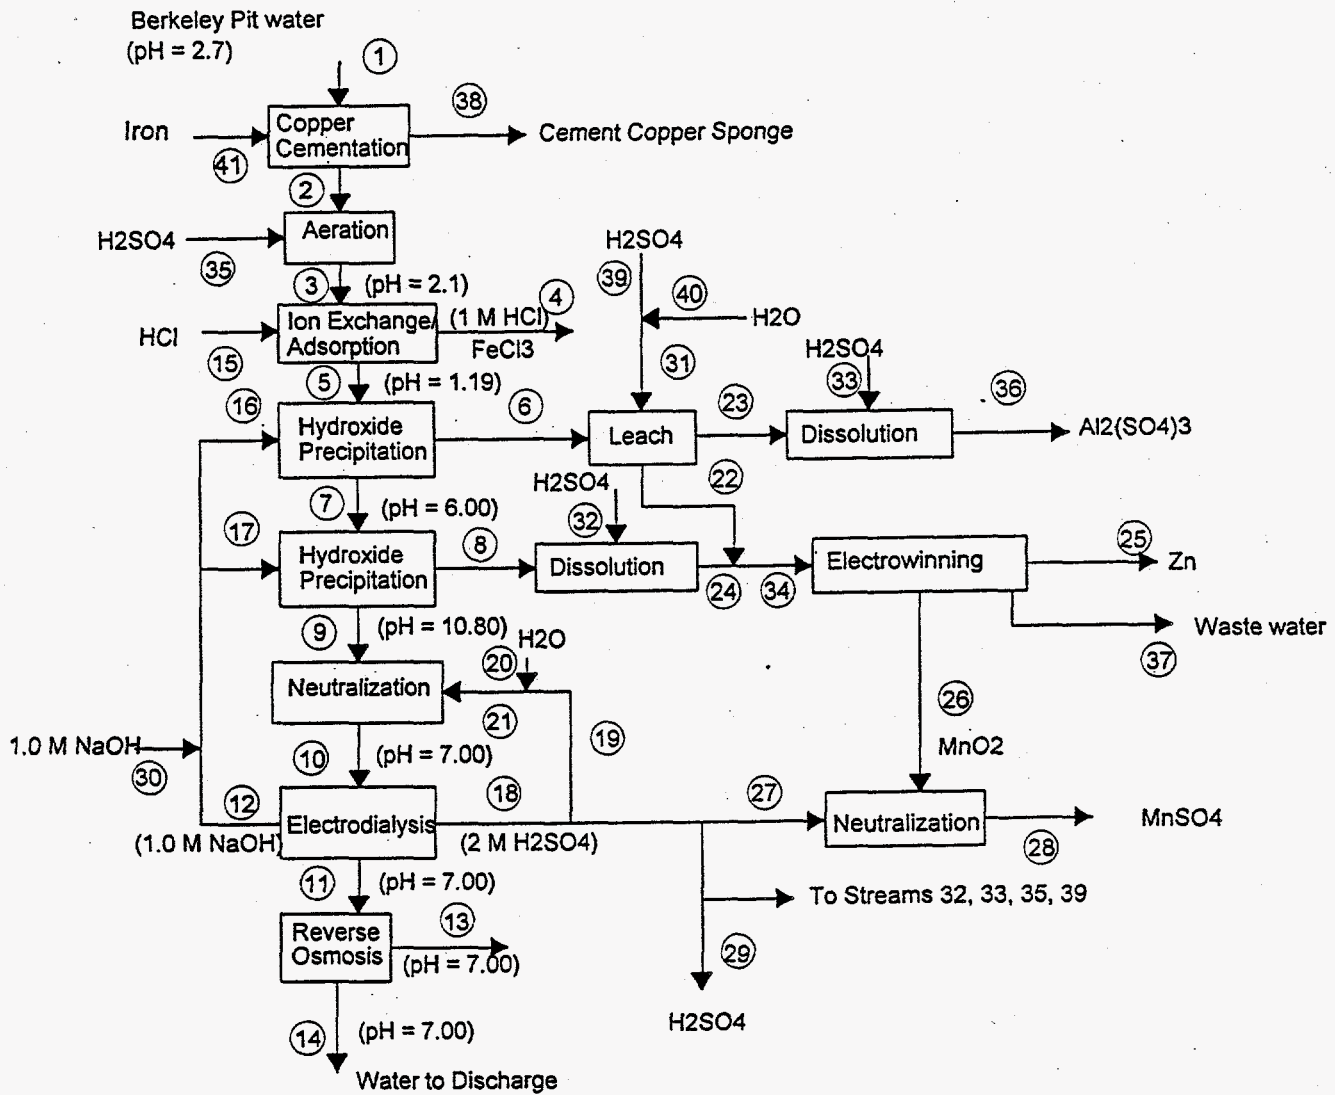 Berkeley Pit water
(pH = 2.7)
1
38
Iron
Copper
Cementation
Cement Copper Sponge
41
2
H2SO4
Aeration
H2SO4
35
39
3
(pH = 2.1)
4
40
HCl
Ion Exchange/
Adsorption
(1 M HCl)
FeCl3
H2O
15
31
H2SO4
33
5
(pH = 1.19)
16
6
23
36
Hydroxide
Precipitation
Leach
Dissolution
Al2(SO4)3
H2SO4
22
7
(pH = 6.00)
32
17
8
25
Hydroxide
Precipitation
Dissolution
Electrowinning
Zn
24
34
9
(pH = 10.80)
H2O
Waste water
20
37
Neutralization
21
26
19
1.0 M NaOH
10
(pH = 7.00)
MnO2
30
12
18
27
Electrodialysis
Neutralization
MnSO4
(1.0 M NaOH)
(2 M H2SO4)
28
11
(pH = 7.00)
To Streams 32, 33, 35, 39
13
Reverse
Osmosis
(pH = 7.00)
29
H2SO4
14
(pH = 7.00)
Water to Discharge